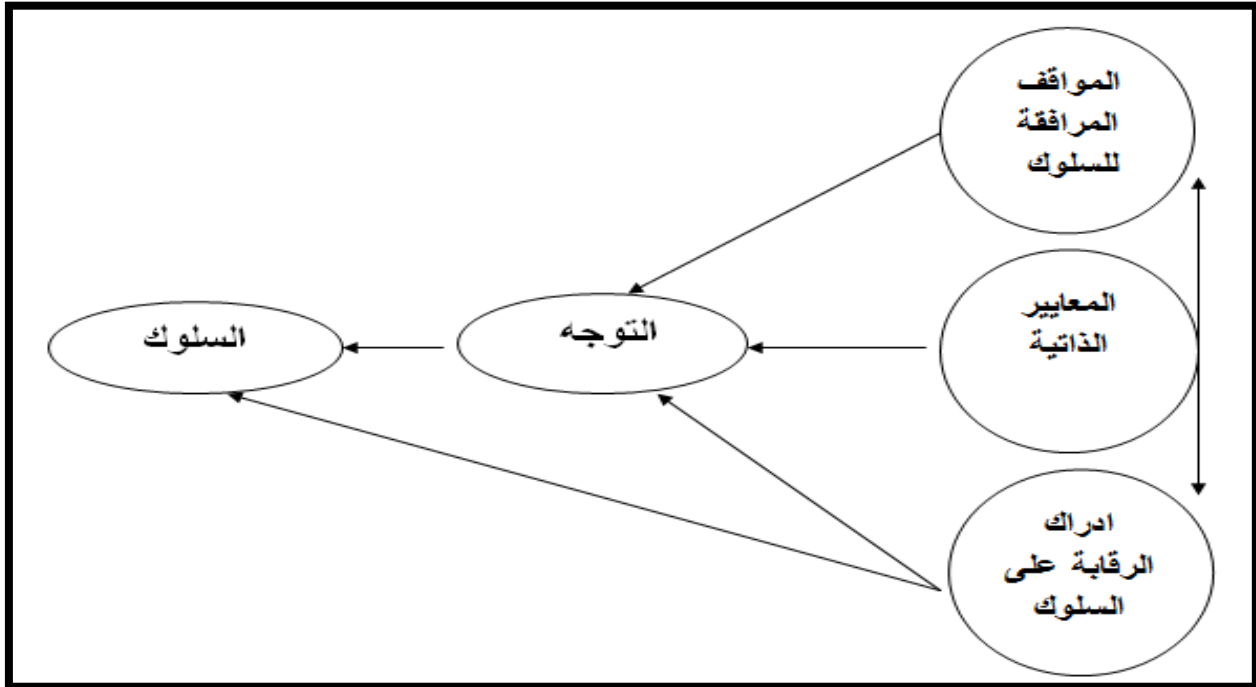 المواقف
المرافقة
للسلوك
المعايير
الذاتية
ادراك
الرقابة على
السلوك
التوجه
السلوك